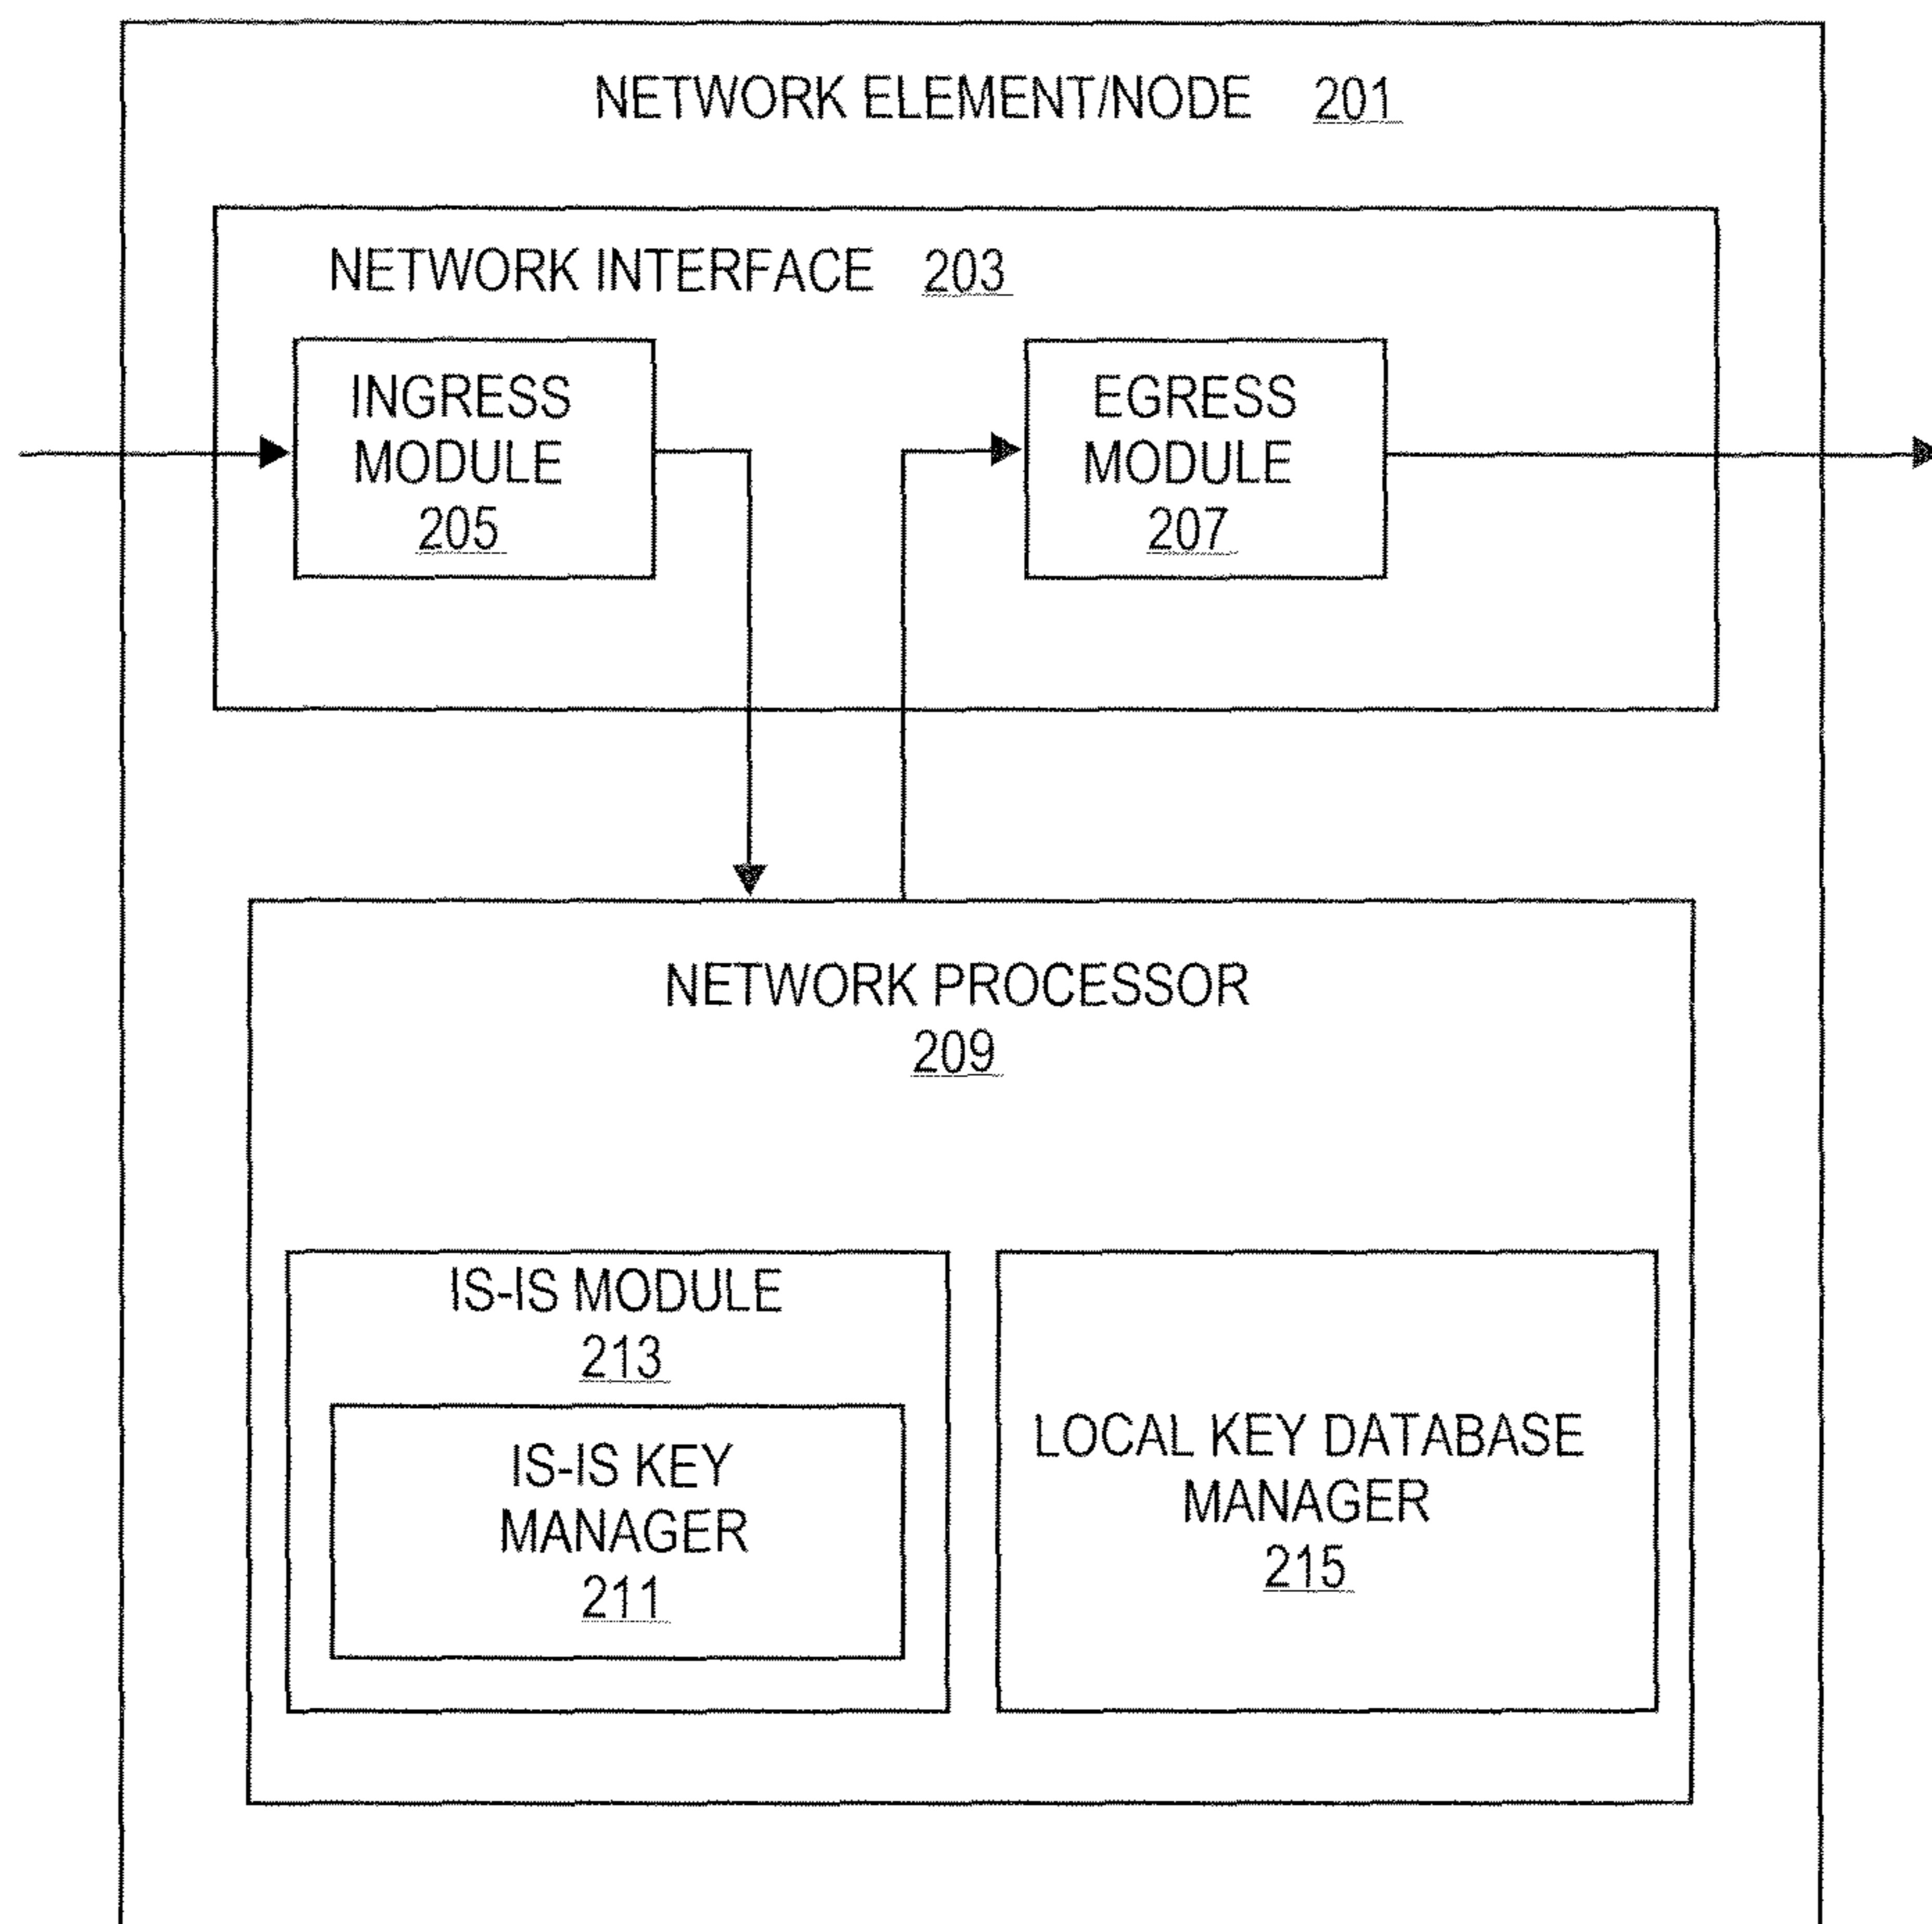 NETWORK ELEMENT/NODE 201
NETWORK INTERFACE 203
INGRESS
MODULE
205
EGRESS
MODULE
207
NETWORK PROCESSOR
209
IS-IS MODULE
213
IS-IS KEY
MANAGER
211
LOCAL KEY DATABASE
MANAGER
215